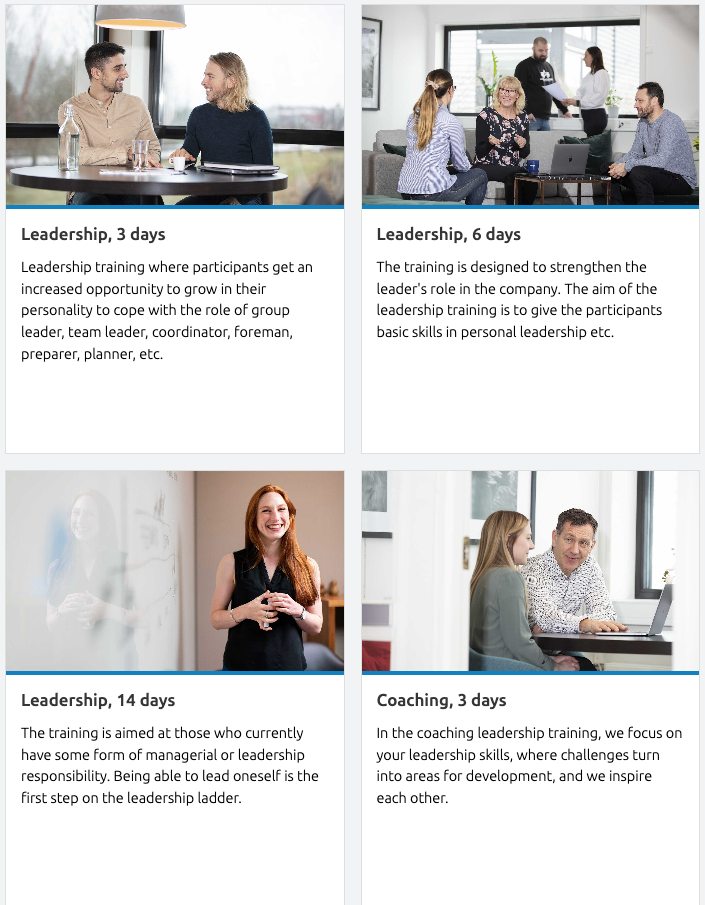 Leadership, 3 days
Leadership training where participants get an
increased opportunity to grow in their
personality to cope with the role of group
leader, team leader, coordinator, foreman,
preparer, planner, etc.
Leadership, 6 days
The training is designed to strengthen the
leader's role in the company. The aim of the
leadership training is to give the participants
basic skills in personal leadership etc.
Leadership, 14 days
The training is aimed at those who currently
have some form of managerial or leadership
responsibility. Being able to lead oneself is the
first step on the leadership ladder.
Coaching, 3 days
In the coaching leadership training, we focus on
your leadership skills, where challenges turn
into areas for development, and we inspire
each other.